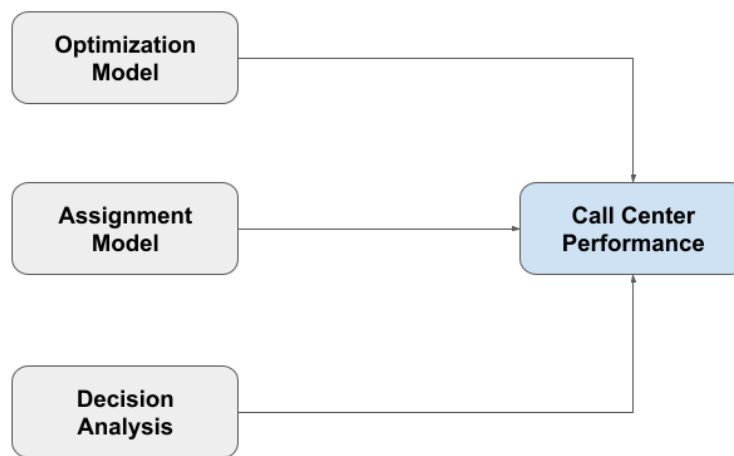 Optimization
Model
Assignment
Model
Call Center
Performance
Decision
Analysis